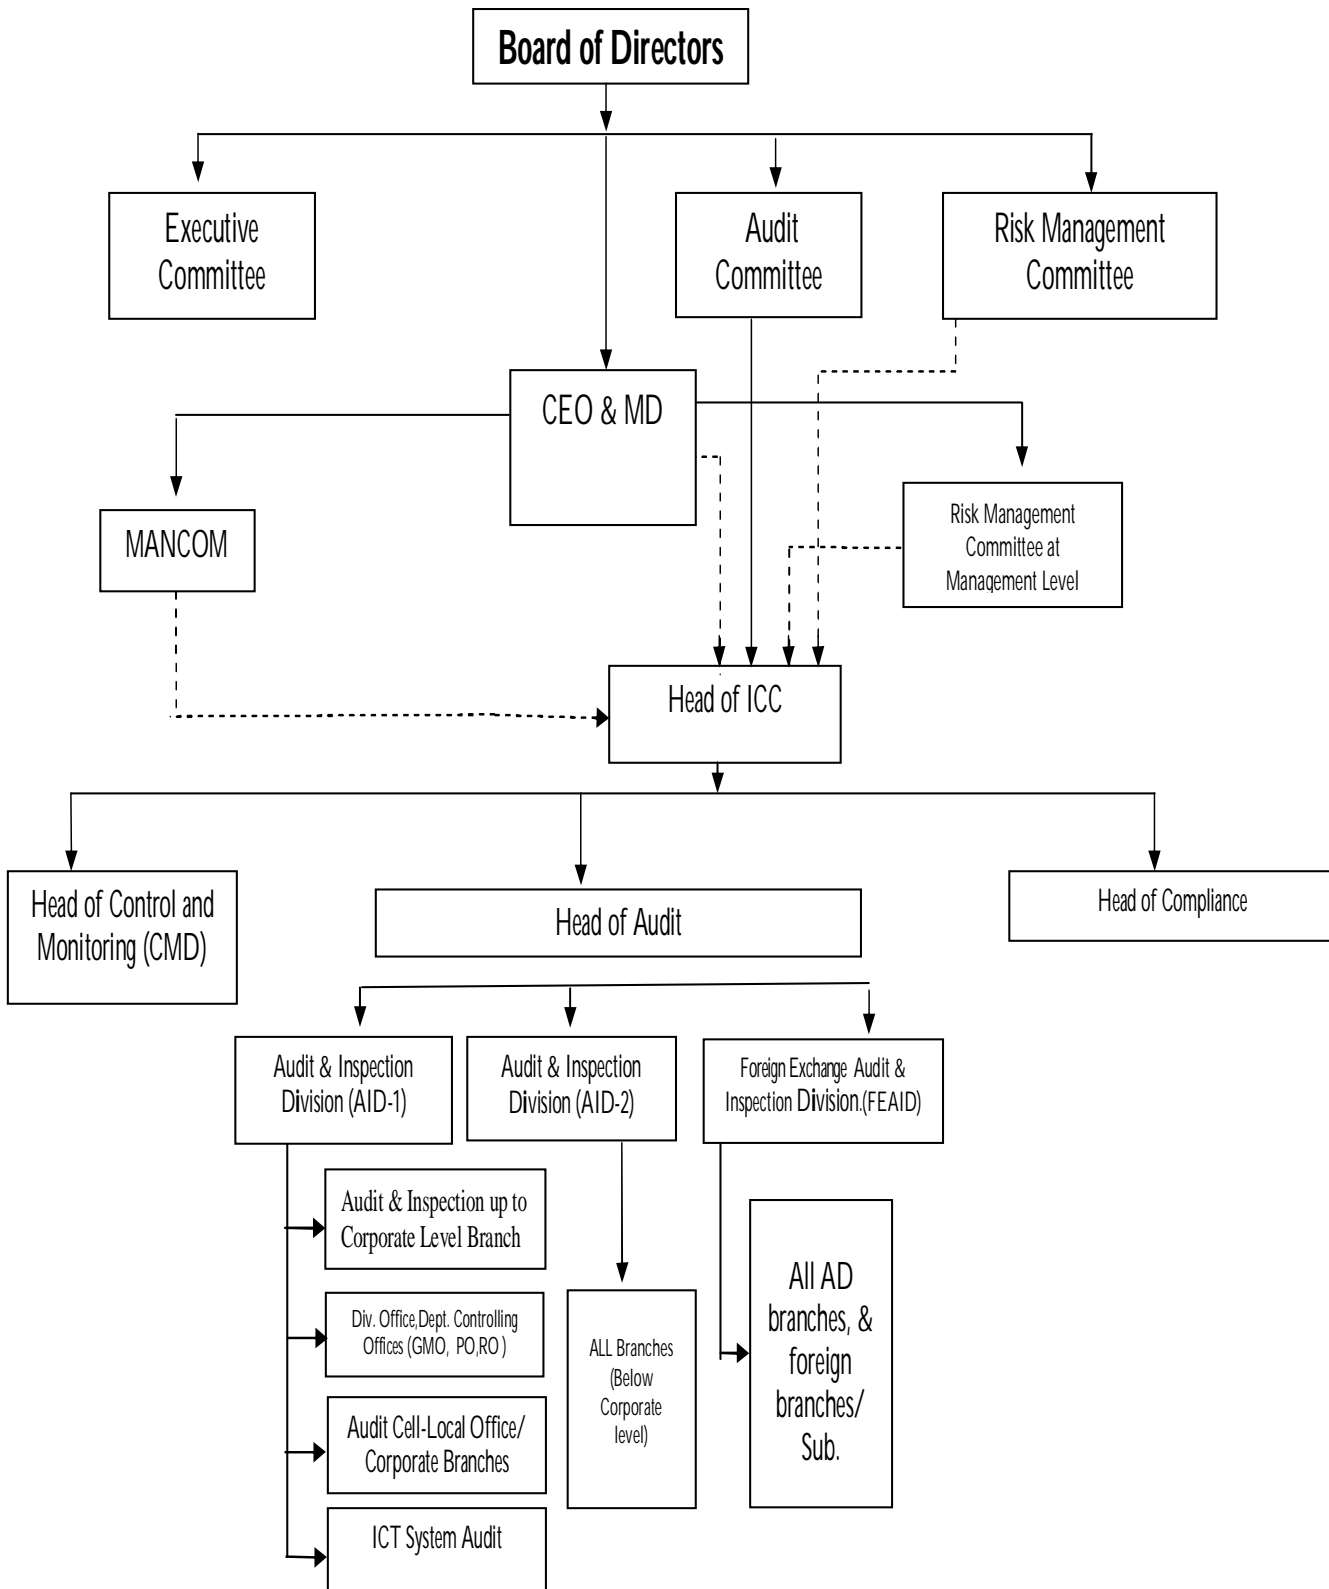 Board of Directors
Executive
Committee
Audit
Committee
Risk Management
Committee
CEO & MD
MANCOM
Risk Management
Committee at
Management Level
Head of ICC
Head of Control and
Monitoring (CMD)
Head of Audit
Head of Compliance
Audit & Inspection
Division (AID-1)
Audit & Inspection
Division (AID-2)
Foreign Exchange Audit &
Inspection Division.(FEAID)
Audit & Inspection up to
Corporate Level Branch
Div. Office,Dept. Controlling
Offices (GMO, PO,RO )
Audit Cell-Local Office/
Corporate Branches
ICT System Audit
ALL Branches
(Below
Corporate
level)
All AD
branches, &
foreign
branches/
Sub.